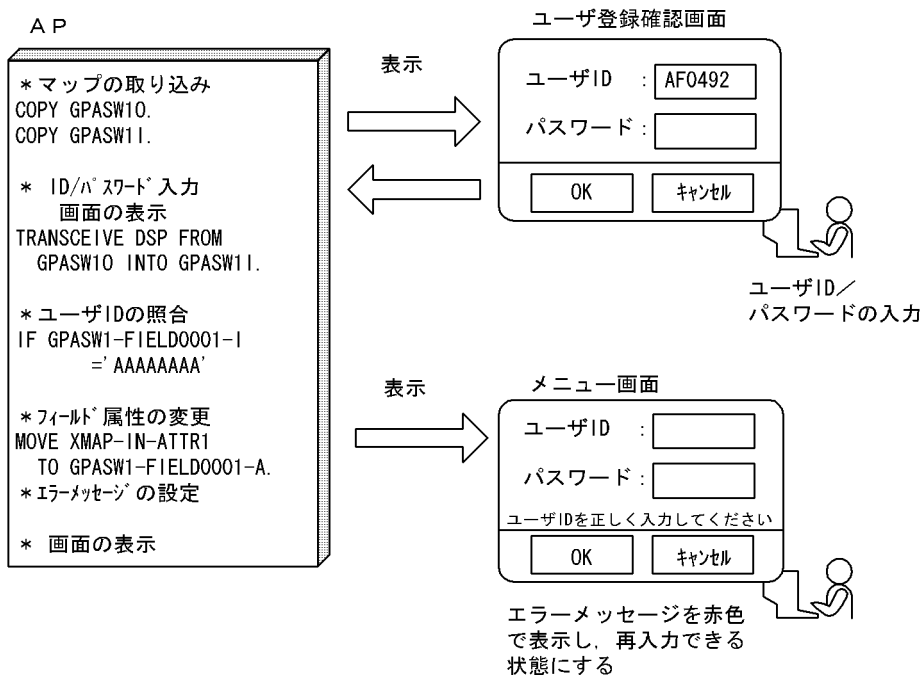 ＡＰ
＊マップの取り込み
COPY GPASW1O.
COPY GPASW1I.
＊ ID/ﾊﾟｽﾜｰﾄﾞ入力
画面の表示
TRANSCEIVE DSP FROM
GPASW1O INTO GPASW1I.
＊ユーザIDの照合
IF GPASW1-FIELD0001-I
='AAAAAAAA'
＊ﾌｨｰﾙﾄﾞ属性の変更
MOVE XMAP-IN-ATTR1
TO GPASW1-FIELD0001-A.
＊ｴﾗｰﾒｯｾｰｼﾞの設定
＊ 画面の表示
表示
ユーザ登録確認画面
ユーザID ： AF0492
パスワード：
OK ｷｬﾝｾﾙ
ユーザID／
パスワードの入力
表示
メニュー画面
ユーザID ：
パスワード：
ユーザIDを正しく入力してください
OK ｷｬﾝｾﾙ
エラーメッセージを赤色
で表示し，再入力できる
状態にする